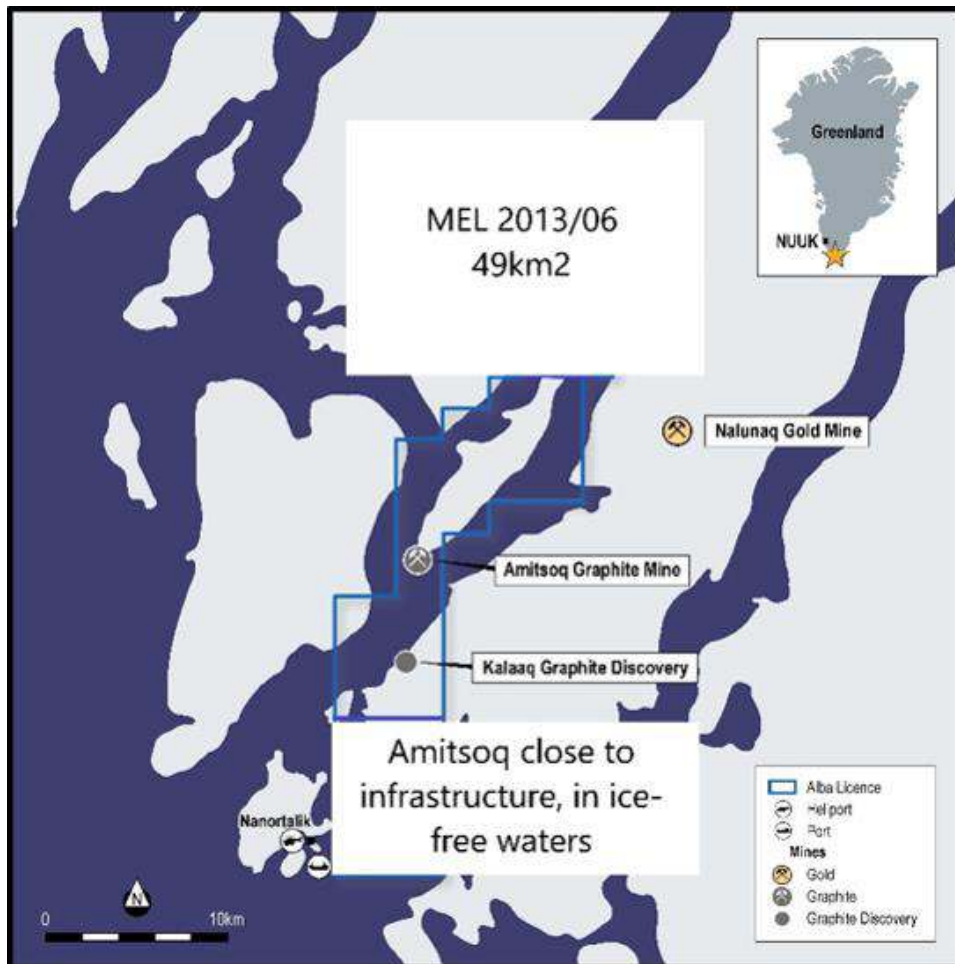 MEL 2013/06
49km2
Greenland
NUUK
Nalunaq Gold Mine
Amitsoq Graphite Mine
Kalaaq Graphite Discovery
Amitsoq close to
infrastructure, in ice-
free waters
Nanortalik
N
0 10km
Alba Licence
Heliport
Port
Mines
Gold
Graphite
Graphite Discovery